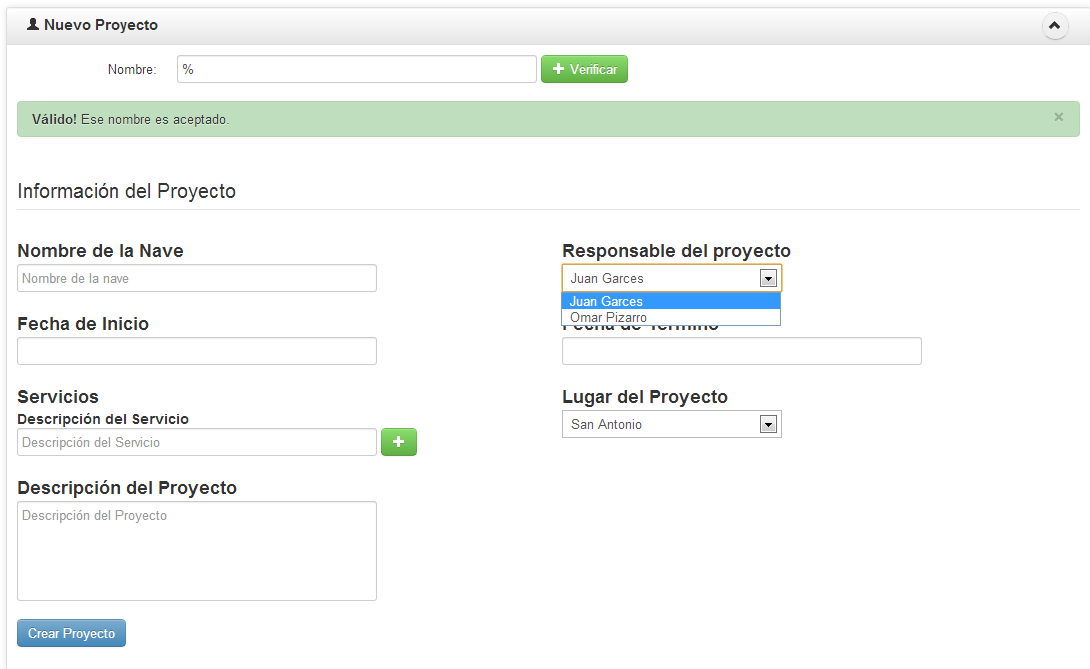 Nuevo Proyecto
Nombre: %
Verificar
Válido! Ese nombre es aceptado. ×
Información del Proyecto
Nombre de la Nave
Nombre de la nave
Responsable del proyecto
Juan Garces
Juan Garces
Omar Pizarro
Fecha de Inicio
Fecha de Termino
Servicios
Descripción del Servicio
Descripción del Servicio
Lugar del Proyecto
San Antonio
Descripción del Proyecto
Descripción del Proyecto
Crear Proyecto